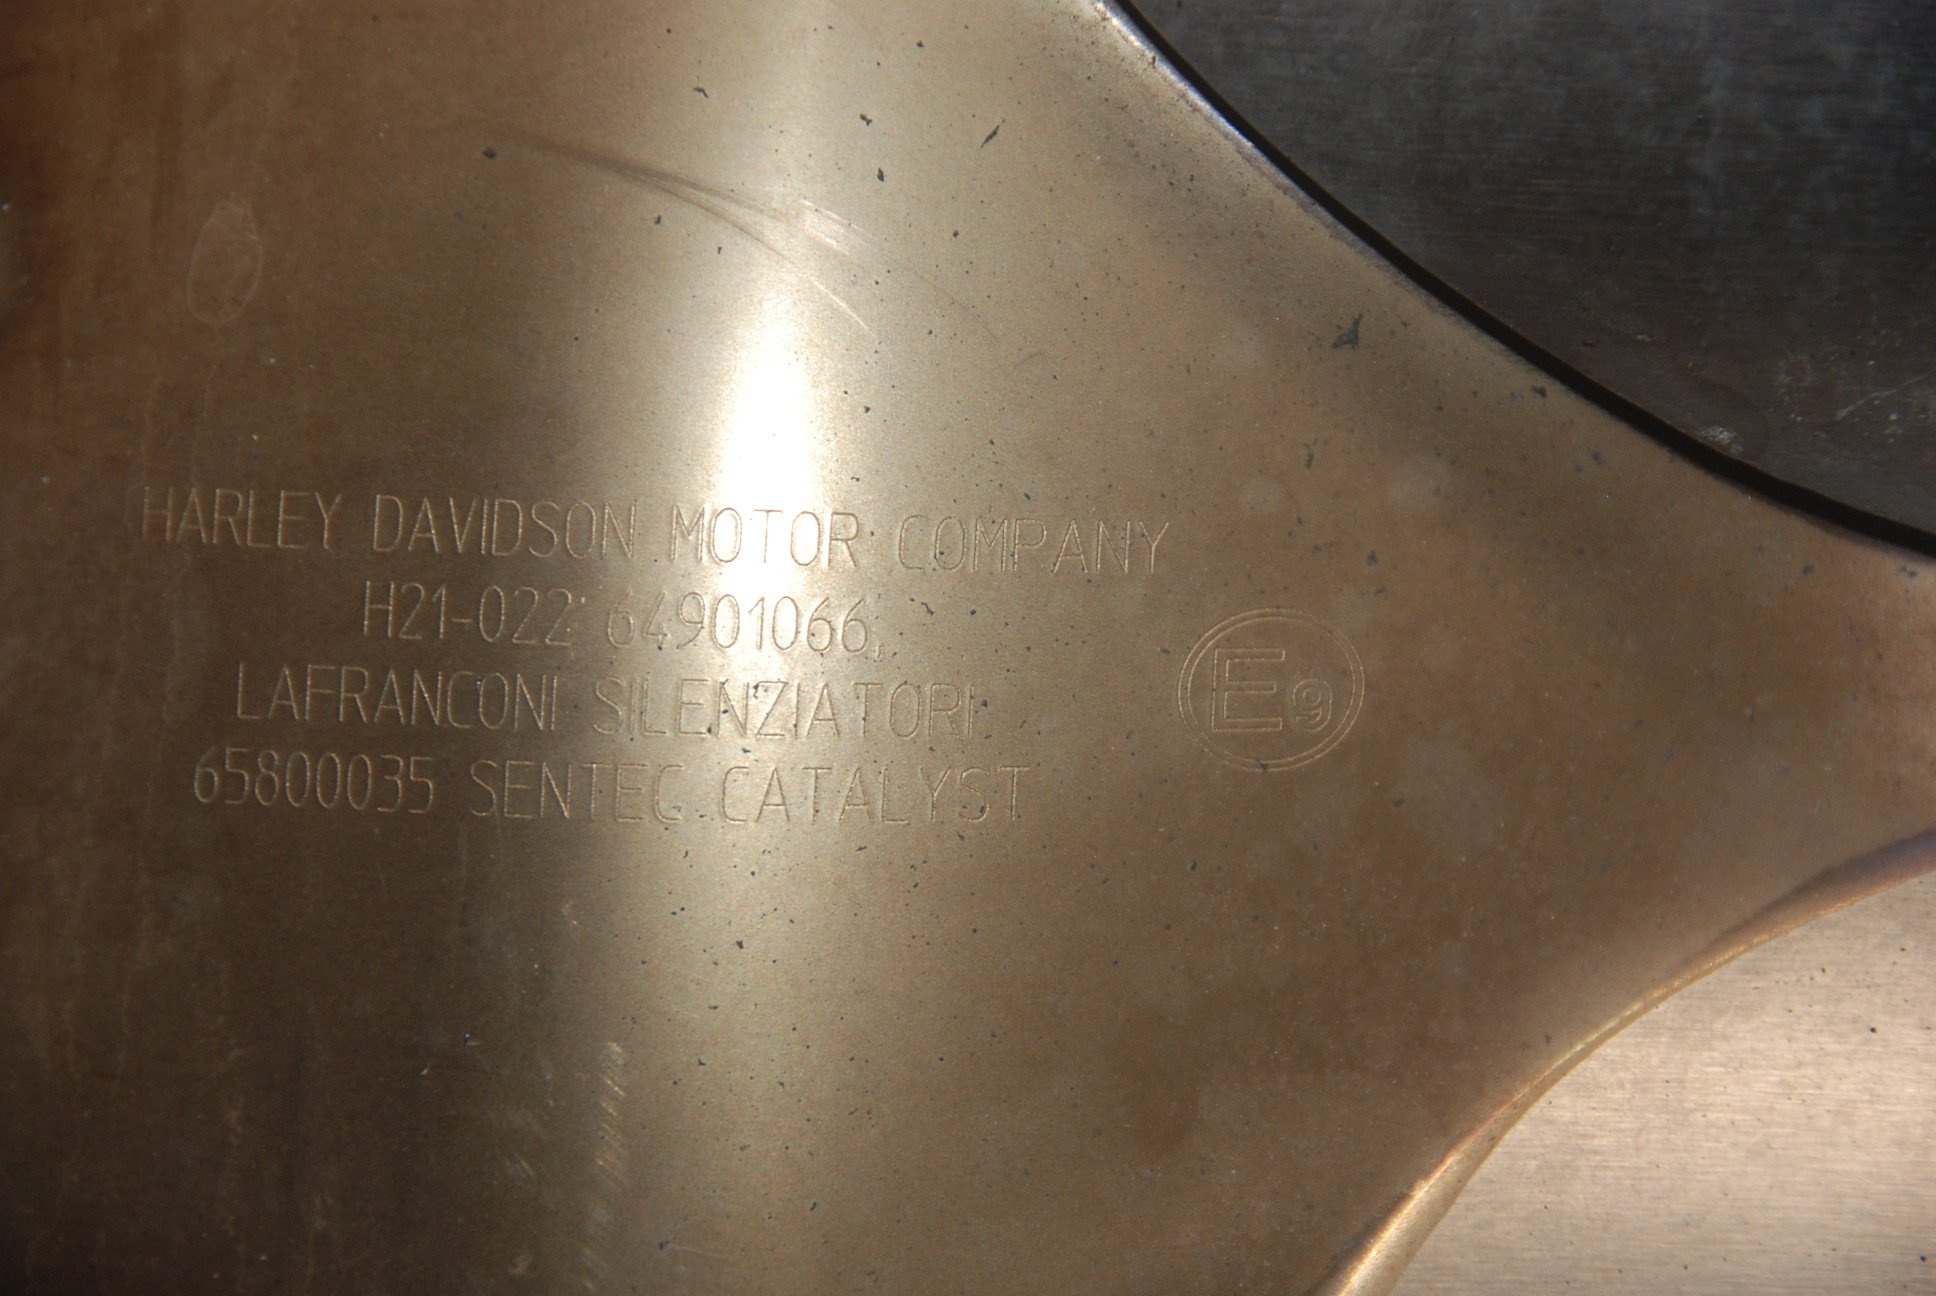 HARLEY DAVIDSON MOTOR COMPANY
H21-022 64901066,
LAFRANCONI SILENZIATORI
65800035 SENTEC CATALYST
E9